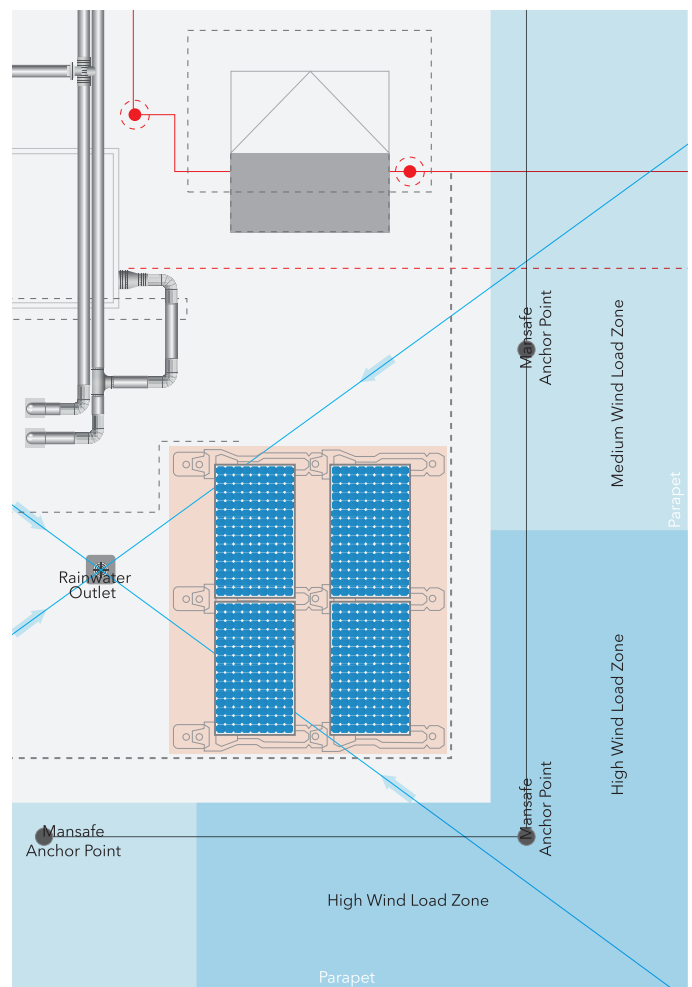 Mansafe
Anchor Point
Medium Wind Load Zone
Parapet
Rainwater
Outlet
High Wind Load Zone
Mansafe
Anchor Point
Mansafe
Anchor Point
High Wind Load Zone
Parapet